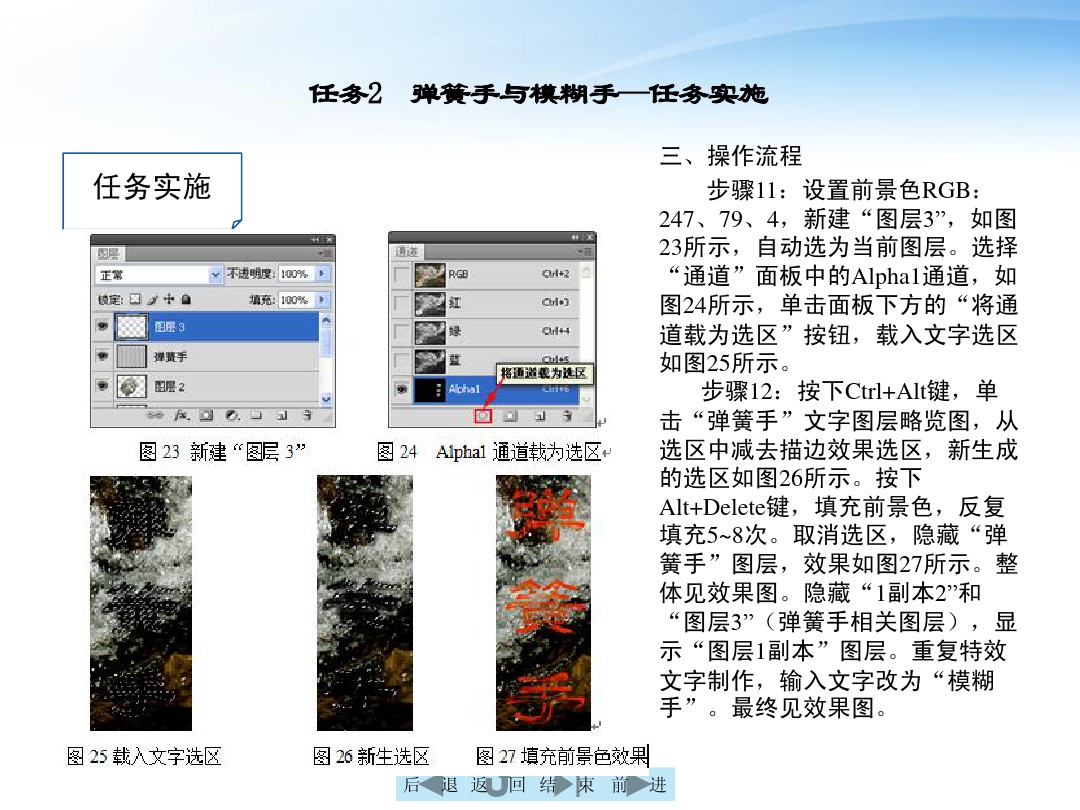 任务2 弹簧手与模糊手—任务实施
任务实施
图层
正常 不透明度: 100%
锁定: 填充: 100%
图层 3
弹簧手
图层 2
图 23 新建“图层 3”
通道
RGB Ctrl+2
红 Ctrl+3
绿 Ctrl+4
蓝 Ctrl+5
将通道载为选区
Alpha1 Ctrl+6
图 24 Alpha1 通道载为选区
弹
簧
手
图 25 载入文字选区
图 26 新生选区
图 27 填充前景色效果
三、操作流程
步骤11：设置前景色RGB：
247、79、4，新建“图层3”，如图
23所示，自动选为当前图层。选择
“通道”面板中的Alpha1通道，如
图24所示，单击面板下方的“将通
道载为选区”按钮，载入文字选区
如图25所示。
步骤12：按下Ctrl+Alt键，单
击“弹簧手”文字图层略览图，从
选区中减去描边效果选区，新生成
的选区如图26所示。按下
Alt+Delete键，填充前景色，反复
填充5~8次。取消选区，隐藏“弹
簧手”图层，效果如图27所示。整
体见效果图。隐藏“1副本2”和
“图层3”（弹簧手相关图层），显
示“图层1副本”图层。重复特效
文字制作，输入文字改为“模糊
手”。最终见效果图。
后退 返回 结束 前进